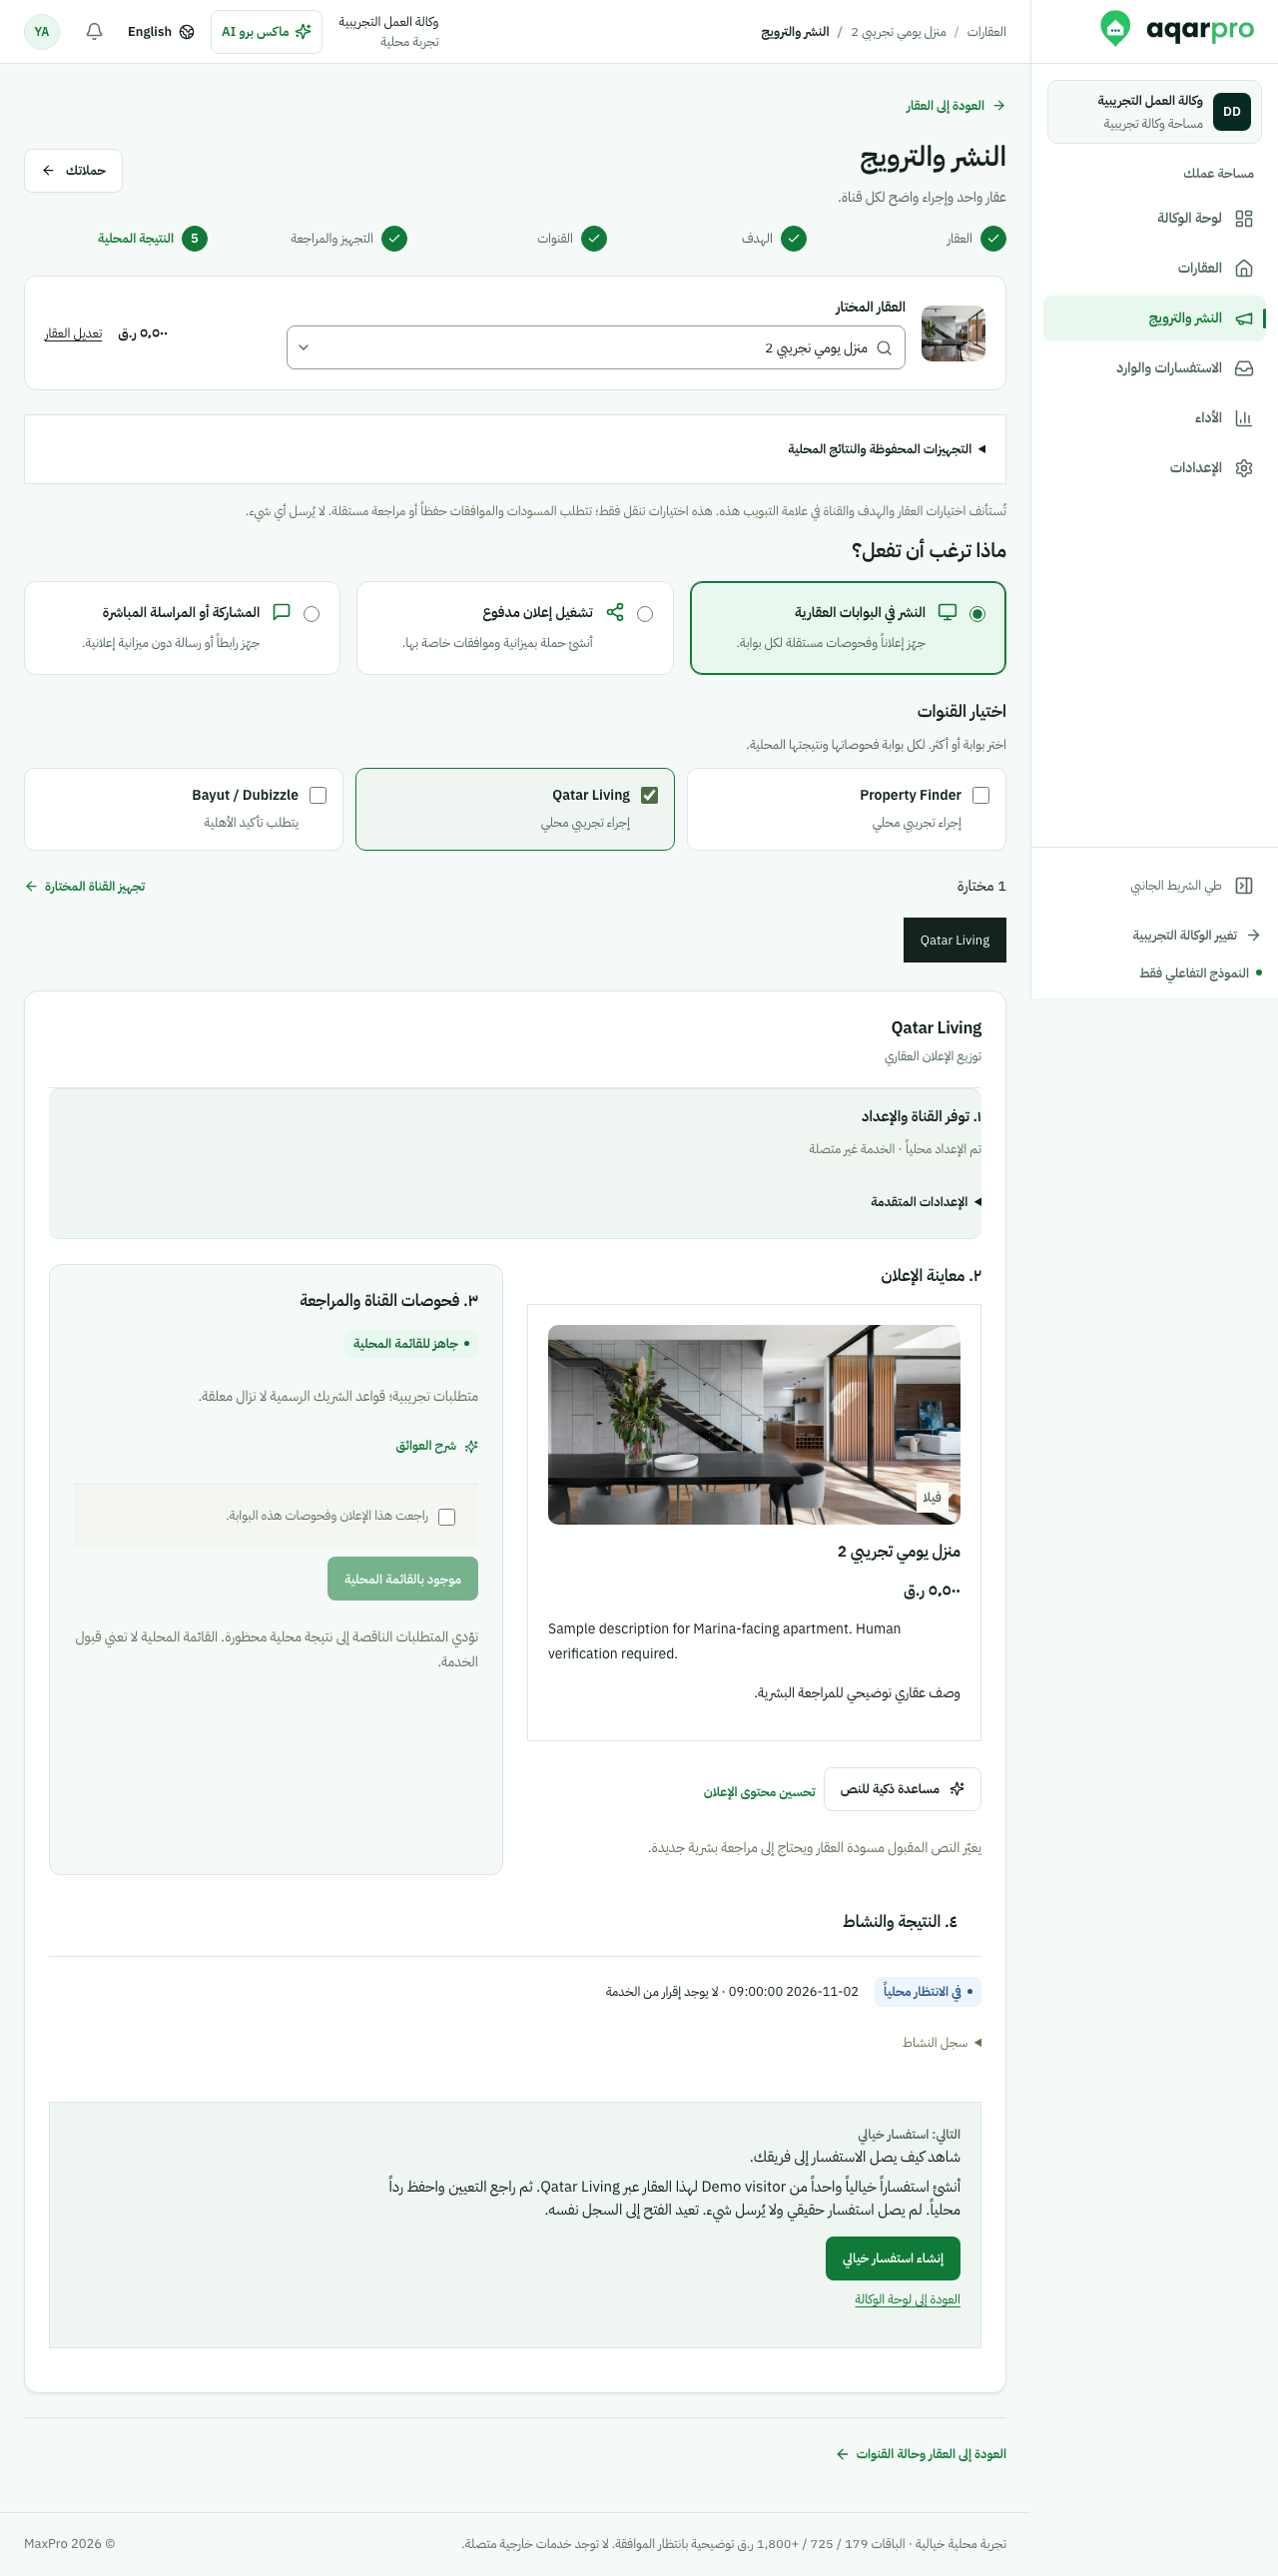 aqarpro
العقارات / منزل يومي تجريبي 2 / النشر والترويج
وكالة العمل التجريبية
تجربة محلية
ماكس برو AI
English
YA
DD
وكالة العمل التجريبية
مساحة وكالة تجريبية
مساحة عملك
لوحة الوكالة
العقارات
النشر والترويج
الاستفسارات والوارد
الأداء
الإعدادات
طي الشريط الجانبي
تغيير الوكالة التجريبية
النموذج التفاعلي فقط
العودة إلى العقار
النشر والترويج
عقار واحد وإجراء واضح لكل قناة.
حملاتك
العقار
الهدف
القنوات
التجهيز والمراجعة
5 النتيجة المحلية
العقار المختار
منزل يومي تجريبي 2
٥٬٥٠٠ ر.ق
تعديل العقار
التجهيزات المحفوظة والنتائج المحلية
تُستأنف اختيارات العقار والهدف والقناة في علامة التبويب هذه. هذه اختيارات تنقل فقط؛ تتطلب المسودات والموافقات حفظاً أو مراجعة مستقلة. لا يُرسل أي شيء.
ماذا ترغب أن تفعل؟
النشر في البوابات العقارية
جهّز إعلاناً وفحوصات مستقلة لكل بوابة.
تشغيل إعلان مدفوع
أنشئ حملة بميزانية وموافقات خاصة بها.
المشاركة أو المراسلة المباشرة
جهّز رابطاً أو رسالة دون ميزانية إعلانية.
اختيار القنوات
اختر بوابة أو أكثر. لكل بوابة فحوصاتها ونتيجتها المحلية.
Property Finder
إجراء تجريبي محلي
Qatar Living
إجراء تجريبي محلي
Bayut / Dubizzle
يتطلب تأكيد الأهلية
1 مختارة
تجهيز القناة المختارة
Qatar Living
Qatar Living
توزيع الإعلان العقاري
١. توفر القناة والإعداد
تم الإعداد محلياً · الخدمة غير متصلة
الإعدادات المتقدمة
٢. معاينة الإعلان
فيلا
منزل يومي تجريبي 2
٥٬٥٠٠ ر.ق
Sample description for Marina-facing apartment. Human
verification required.
وصف عقاري توضيحي للمراجعة البشرية.
مساعدة ذكية للنص
تحسين محتوى الإعلان
يغيّر النص المقبول مسودة العقار ويحتاج إلى مراجعة بشرية جديدة.
٣. فحوصات القناة والمراجعة
جاهز للقائمة المحلية
متطلبات تجريبية؛ قواعد الشريك الرسمية لا تزال معلقة.
شرح العوائق
راجعت هذا الإعلان وفحوصات هذه البوابة.
موجود بالقائمة المحلية
تؤدي المتطلبات الناقصة إلى نتيجة محلية محظورة. القائمة المحلية لا تعني قبول
الخدمة.
٤. النتيجة والنشاط
في الانتظار محلياً
2026-11-02 09:00:00 · لا يوجد إقرار من الخدمة
سجل النشاط
التالي: استفسار خيالي
شاهد كيف يصل الاستفسار إلى فريقك.
أنشئ استفساراً خيالياً واحداً من Demo visitor لهذا العقار عبر Qatar Living. ثم راجع التعيين واحفظ رداً
محلياً. لم يصل استفسار حقيقي ولا يُرسل شيء. تعيد الفتح إلى السجل نفسه.
إنشاء استفسار خيالي
العودة إلى لوحة الوكالة
العودة إلى العقار وحالة القنوات
تجربة محلية خيالية · الباقات 179 / 725 / +1,800 ر.ق توضيحية بانتظار الموافقة. لا توجد خدمات خارجية متصلة.
© 2026 MaxPro